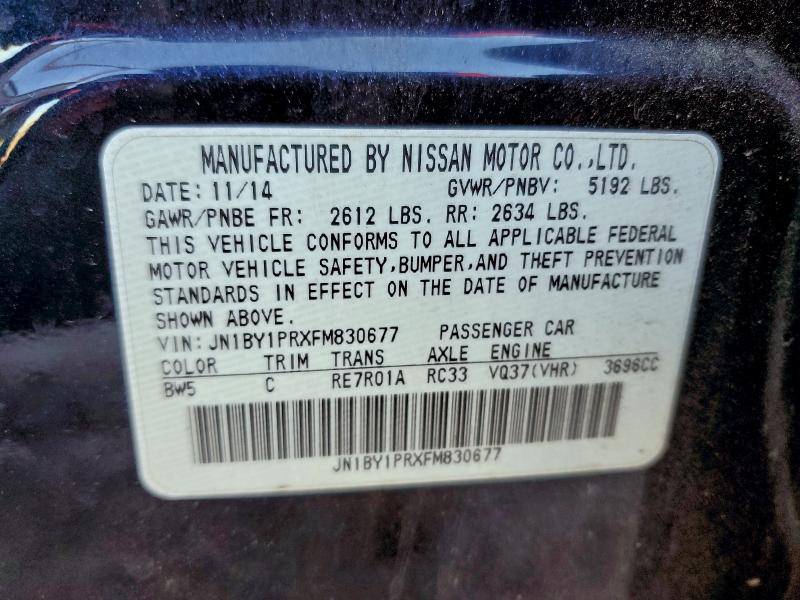 MANUFACTURED BY NISSAN MOTOR CO.,LTD.
DATE: 11/14 GVWR/PNBV: 5192 LBS.
GAWR/PNBE FR: 2612 LBS. RR: 2634 LBS.
THIS VEHICLE CONFORMS TO ALL APPLICABLE FEDERAL
MOTOR VEHICLE SAFETY,BUMPER,AND THEFT PREVENTION
STANDARDS IN EFFECT ON THE DATE OF MANUFACTURE
SHOWN ABOVE.
VIN: JN1BY1PRXFM830677 PASSENGER CAR
COLOR TRIM TRANS AXLE ENGINE
BW5 C RE7R01A RC33 VQ37(VHR) 3696CC
JN1BY1PRXFM830677